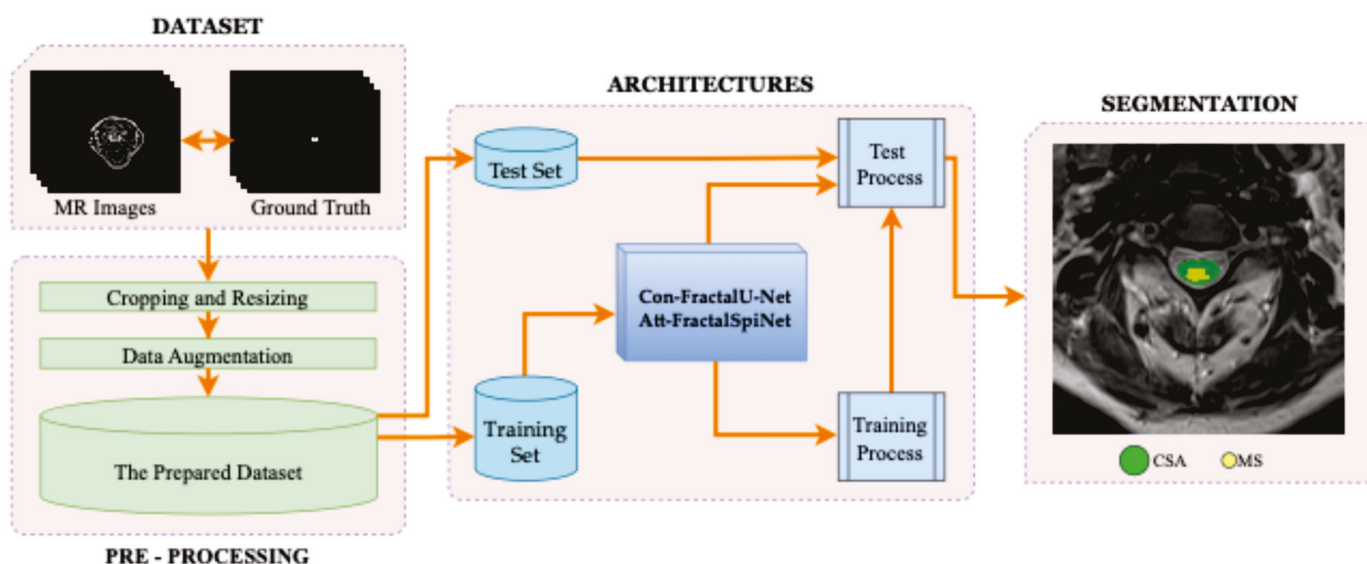 DATASET
MR Images
Ground Truth
Cropping and Resizing
Data Augmentation
The Prepared Dataset
PRE - PROCESSING
ARCHITECTURES
Test Set
Test
Process
Con-FractalU-Net
Att-FractalSpiNet
Training
Set
Training
Process
SEGMENTATION
CSA
MS